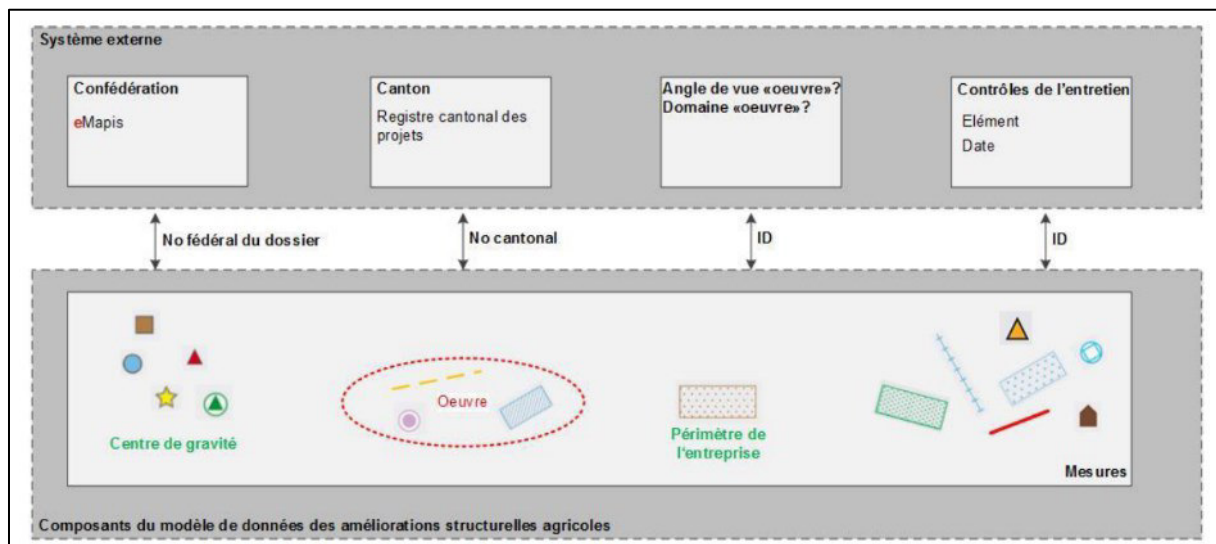 Système externe
Confédération
eMapis
Canton
Registre cantonal des
projets
Angle de vue «oeuvre»?
Domaine «oeuvre»?
Contrôles de l'entretien
Elément
Date
No fédéral du dossier
No cantonal
ID
ID
Oeuvre
Centre de gravité
Périmètre de
l'entreprise
Mesures
Composants du modèle de données des améliorations structurelles agricoles